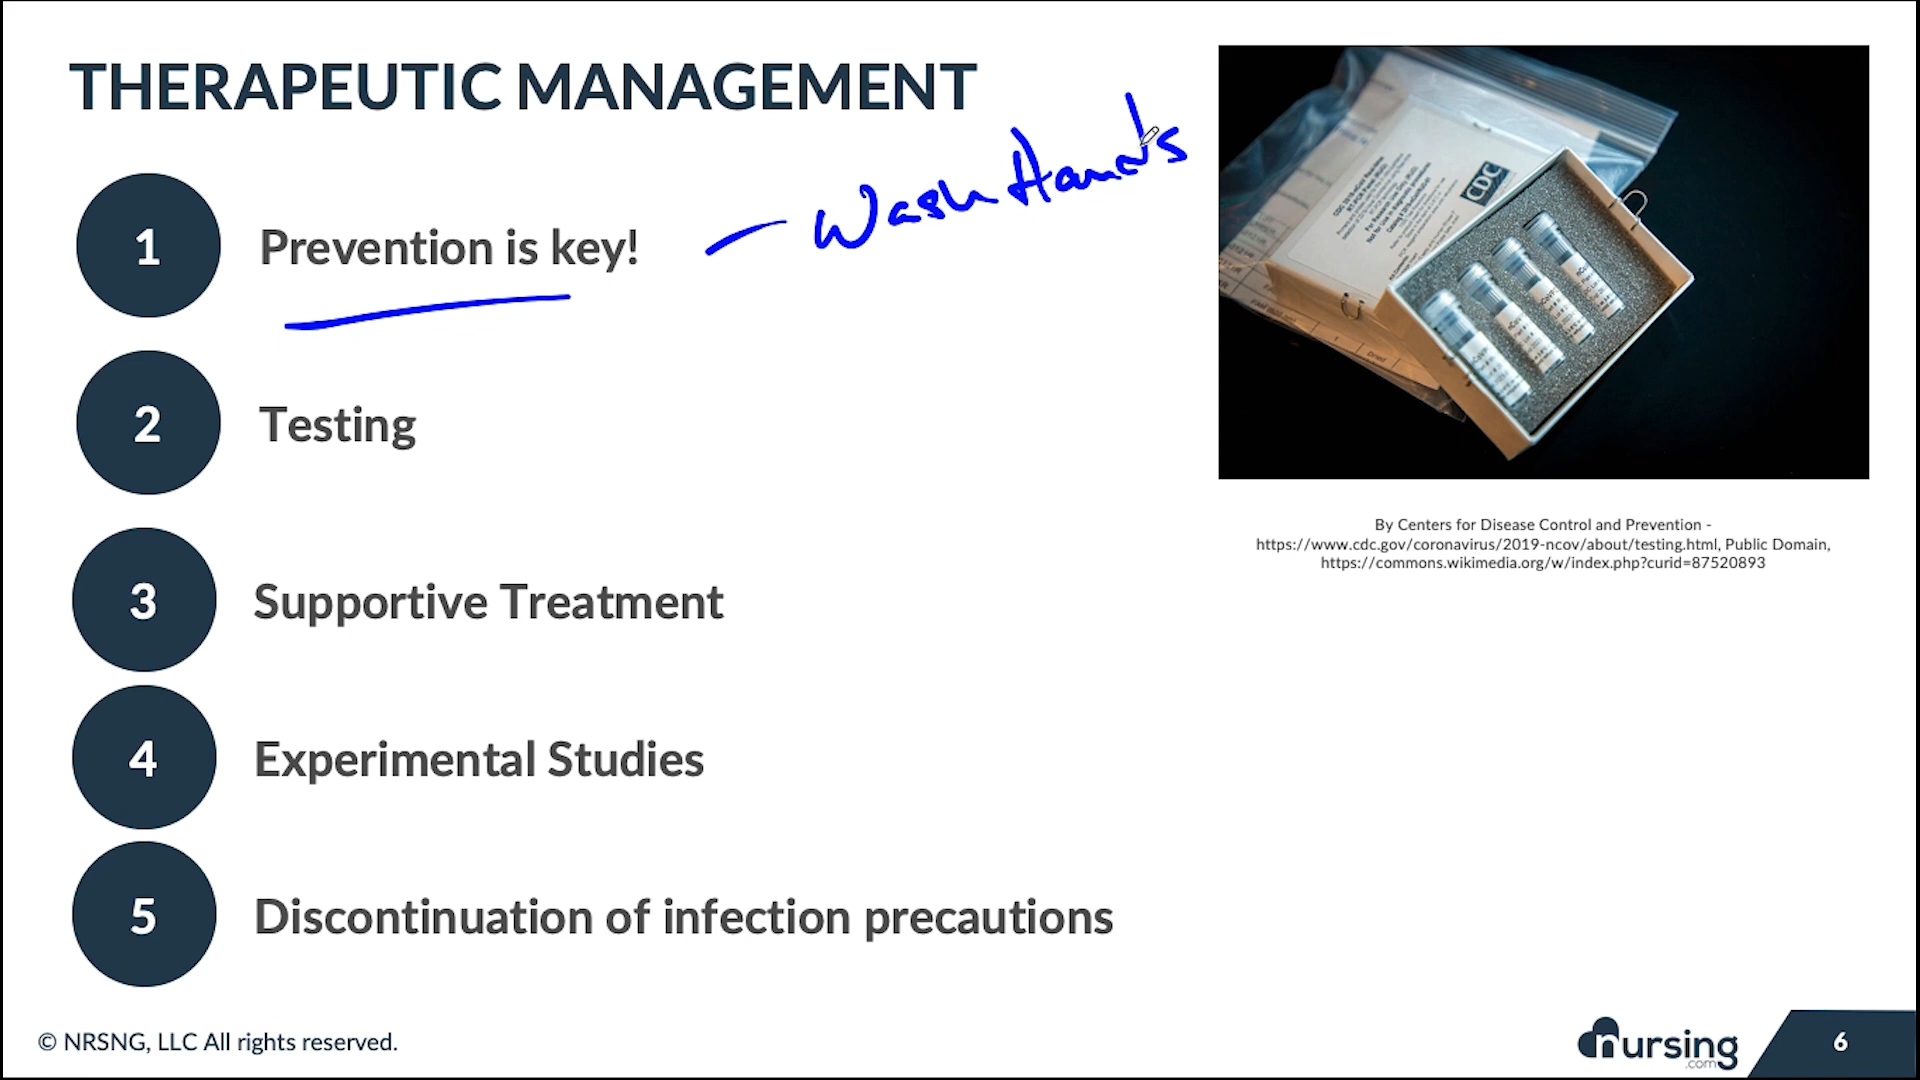 THERAPEUTIC MANAGEMENT
1 Prevention is key!
— Wash Hands
2 Testing
3 Supportive Treatment
4 Experimental Studies
5 Discontinuation of infection precautions
CDC
By Centers for Disease Control and Prevention -
https://www.cdc.gov/coronavirus/2019-ncov/about/testing.html, Public Domain,
https://commons.wikimedia.org/w/index.php?curid=87520893
© NRSNG, LLC All rights reserved.
nursing
.com
6